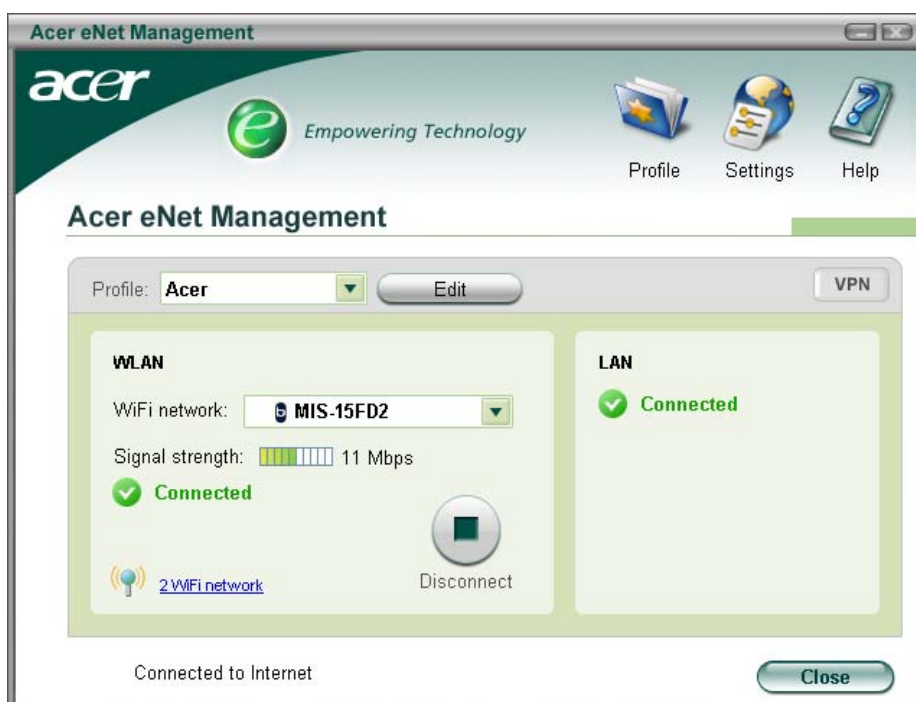 Acer eNet Management
acer
e Empowering Technology
Profile Settings Help
Acer eNet Management
Profile: Acer Edit VPN
WLAN
WiFi network: b MIS-15FD2
Signal strength: 11 Mbps
Connected
2 WiFi network
Disconnect
LAN
Connected
Connected to Internet
Close